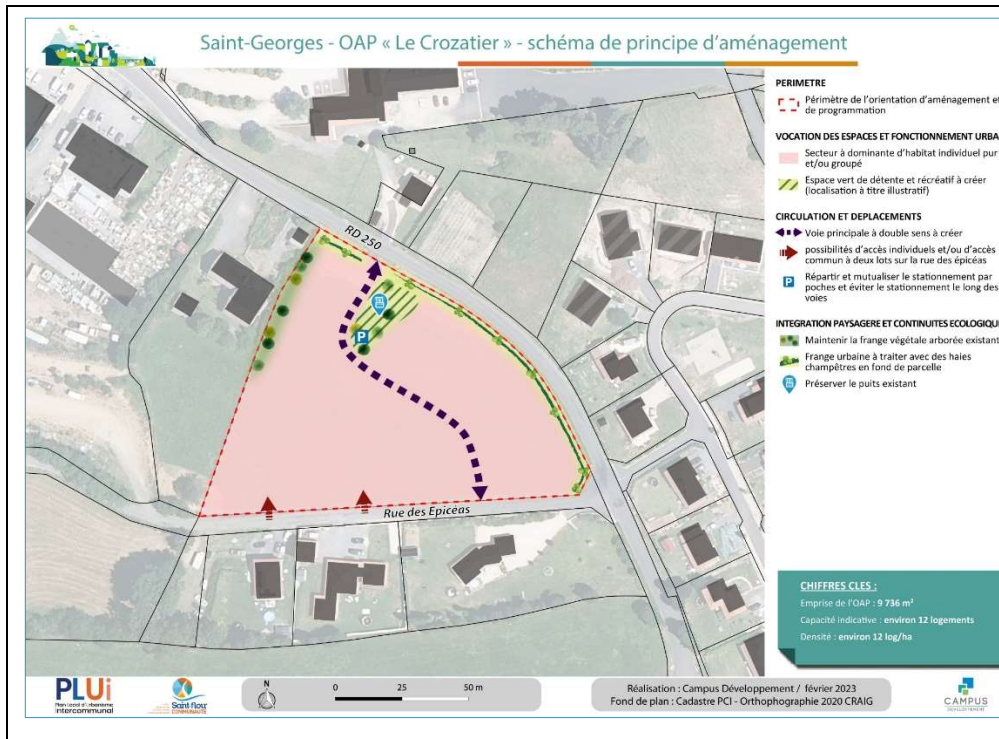 Saint-Georges - OAP « Le Crozatier » - schéma de principe d'aménagement
PERIMETRE
Périmètre de l'orientation d'aménagement et
de programmation
VOCATION DES ESPACES ET FONCTIONNEMENT URBA
Secteur à dominante d'habitat individuel pur
et/ou groupé
Espace vert de détente et récréatif à créer
(localisation à titre illustratif)
CIRCULATION ET DEPLACEMENTS
Voie principale à double sens à créer
possibilités d'accès individuels et/ou d'accès
commun à deux lots sur la rue des épicéas
P
Répartir et mutualiser le stationnement par
poches et éviter le stationnement le long des
voies
INTEGRATION PAYSAGERE ET CONTINUITES ECOLOGIQU
Maintenir la frange végétale arborée existant
Frange urbaine à traiter avec des haies
champêtres en fond de parcelle
Préserver le puits existant
RD 250
P
Rue des Epicéas
CHIFFRES CLES :
Emprise de l'OAP : 9 736 m²
Capacité indicative : environ 12 logements
Densité : environ 12 log/ha
PLUi
Plan Local d'Urbanisme
Intercommunal
Saint flour
COMMUNAUTÉ
N
0 25 50 m
Réalisation : Campus Développement / février 2023
Fond de plan : Cadastre PCI - Orthophographie 2020 CRAIG
CAMPUS
DÉVELOPPEMENT